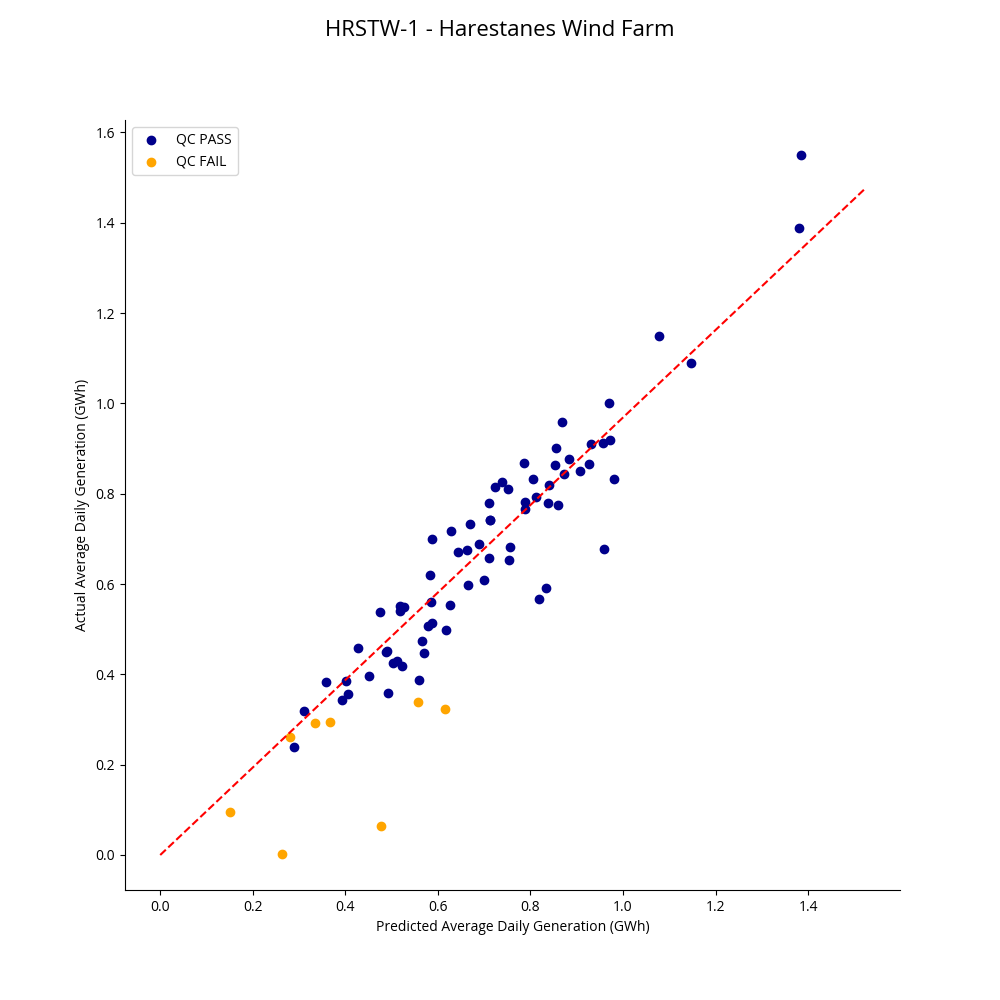 HRSTW-1 - Harestanes Wind Farm
QC PASS
QC FAIL
Actual Average Daily Generation (GWh)
1.6
1.4
1.2
1.0
0.8
0.6
0.4
0.2
0.0
0.0 0.2 0.4 0.6 0.8 1.0 1.2 1.4
Predicted Average Daily Generation (GWh)